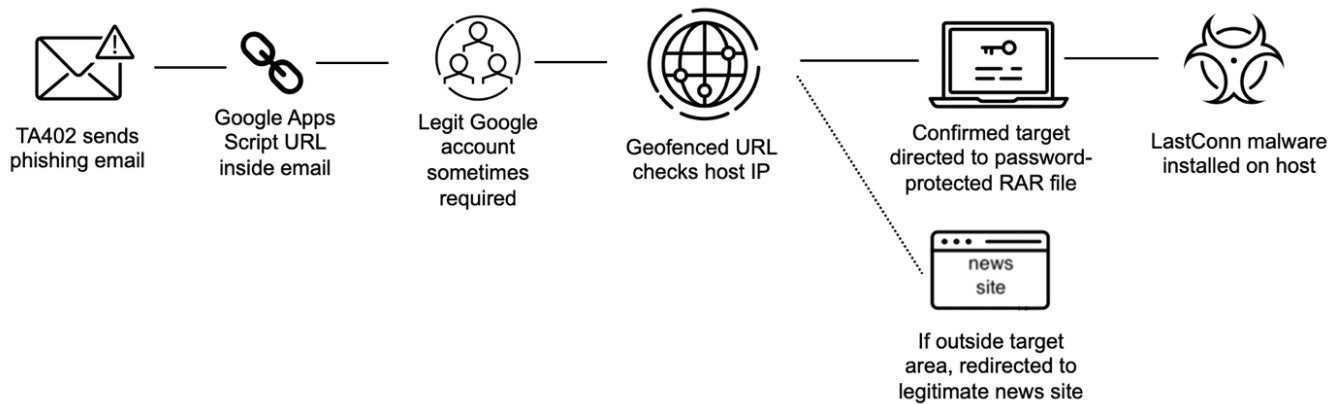 TA402 sends
phishing email
Google Apps
Script URL
inside email
Legit Google
account
sometimes
required
Geofenced URL
checks host IP
Confirmed target
directed to password-
protected RAR file
LastConn malware
installed on host
news
site
If outside target
area, redirected to
legitimate news site